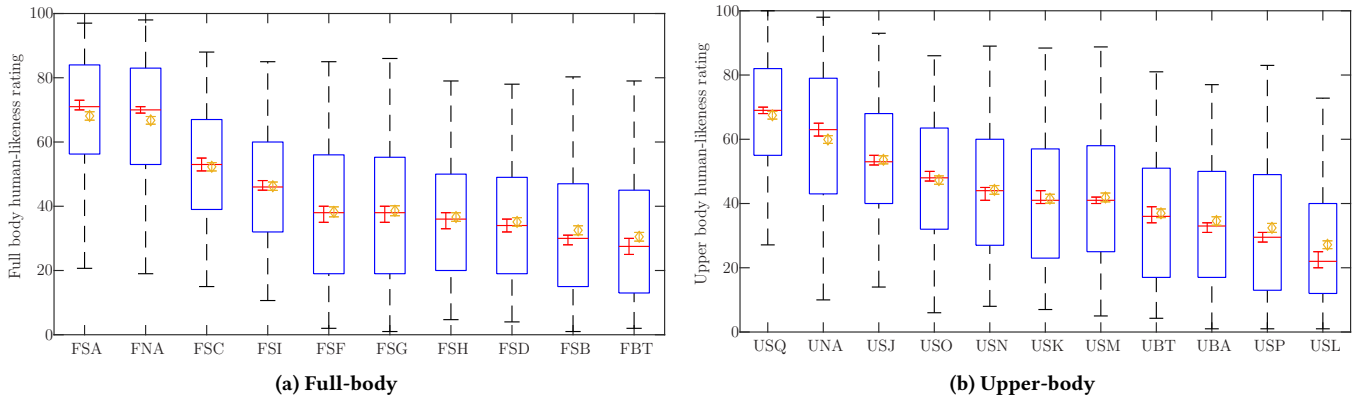 Full body human-likeness rating
100
80
60
40
20
0
FSA FNA FSC FSI FSF FSG FSH FSD FSB FBT
(a) Full-body
Upper body human-likeness rating
100
80
60
40
20
0
USQ UNA USJ USO USN USK USM UBT UBA USP USL
(b) Upper-body